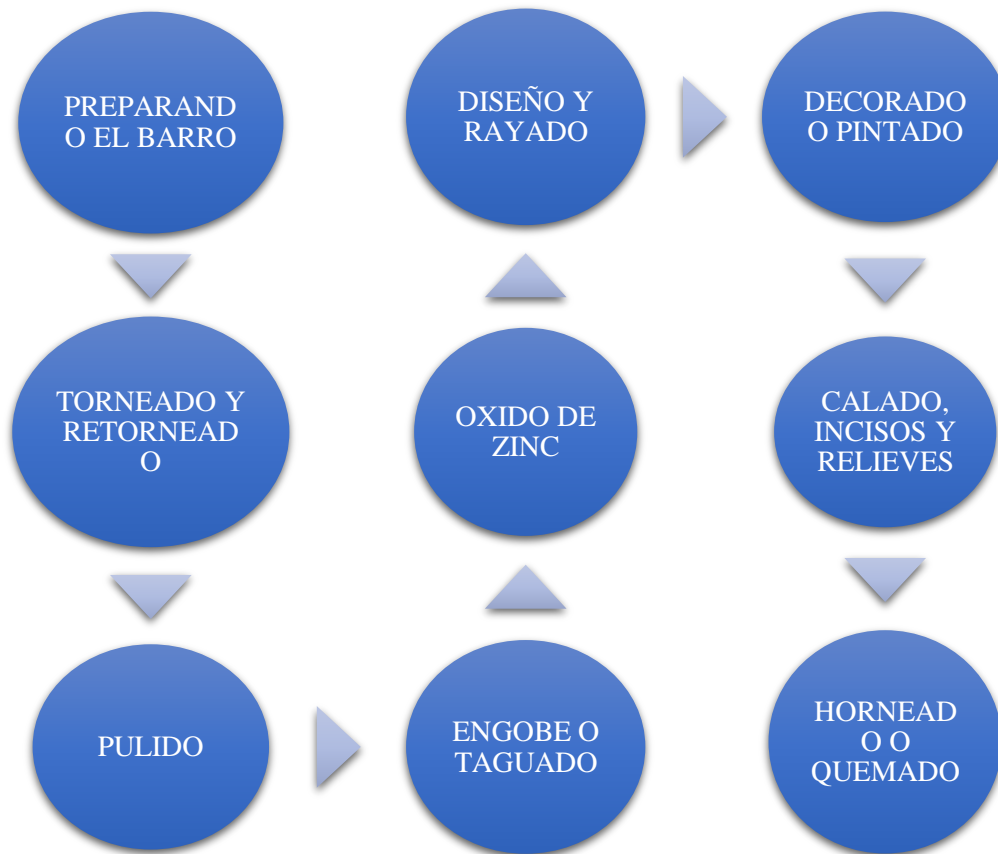 PREPARAND
O EL BARRO
TORNEADO Y
RETORNEAD
O
PULIDO
ENGOBE O
TAGUADO
OXIDO DE
ZINC
DISEÑO Y
RAYADO
DECORADO
O PINTADO
CALADO,
INCISOS Y
RELIEVES
HORNEAD
O O
QUEMADO